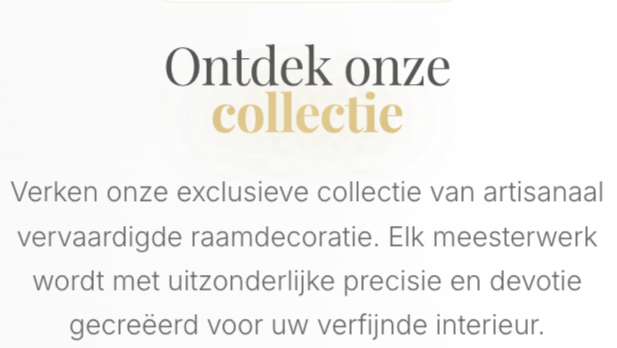 Ontdek onze
collectie
Verken onze exclusieve collectie van artisanaal
vervaardigde raamdecoratie. Elk meesterwerk
wordt met uitzonderlijke precisie en devotie
gecreëerd voor uw verfijnde interieur.